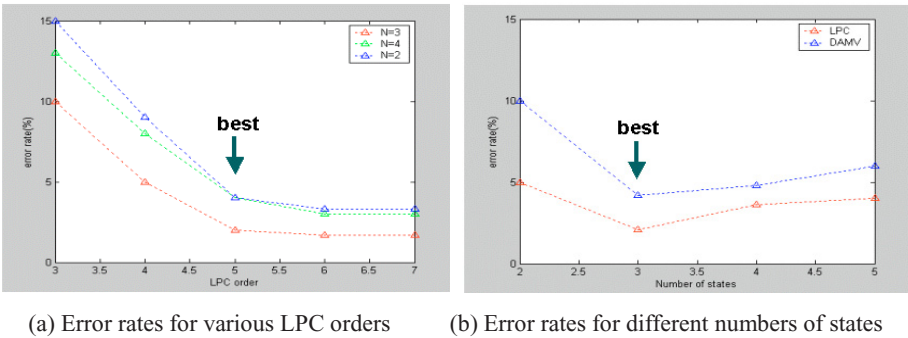 15
10
5
0
error rate(%)
3 3.5 4 4.5 5 5.5 6 6.5 7
LPC order
N=3
N=4
N=2
best
15
10
5
0
error rate(%)
2 2.5 3 3.5 4 4.5 5
Number of states
LPC
DAMV
best
(a) Error rates for various LPC orders
(b) Error rates for different numbers of states